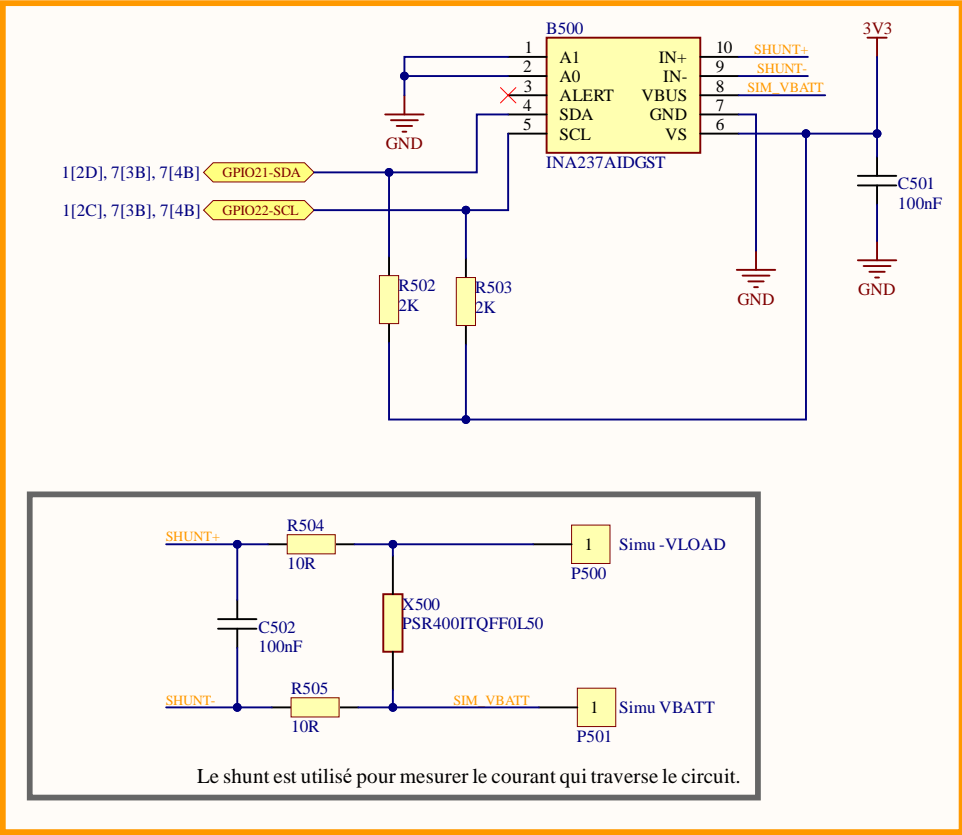 B500
1 A1 IN+ 10 SHUNT+
2 A0 IN- 9 SHUNT-
3 ALERT VBUS 8 SIM_VBATT
4 SDA GND 7
5 SCL VS 6
INA237AIDGST
3V3
GND
C501
100nF
GND
GND
1[2D], 7[3B], 7[4B] GPIO21-SDA
1[2C], 7[3B], 7[4B] GPIO22-SCL
R502
2K
R503
2K
SHUNT+
R504
10R
1 Simu -VLOAD
P500
X500
PSR400ITQFF0L50
C502
100nF
SHUNT-
R505
10R
SIM_VBATT
1 Simu VBATT
P501
Le shunt est utilisé pour mesurer le courant qui traverse le circuit.